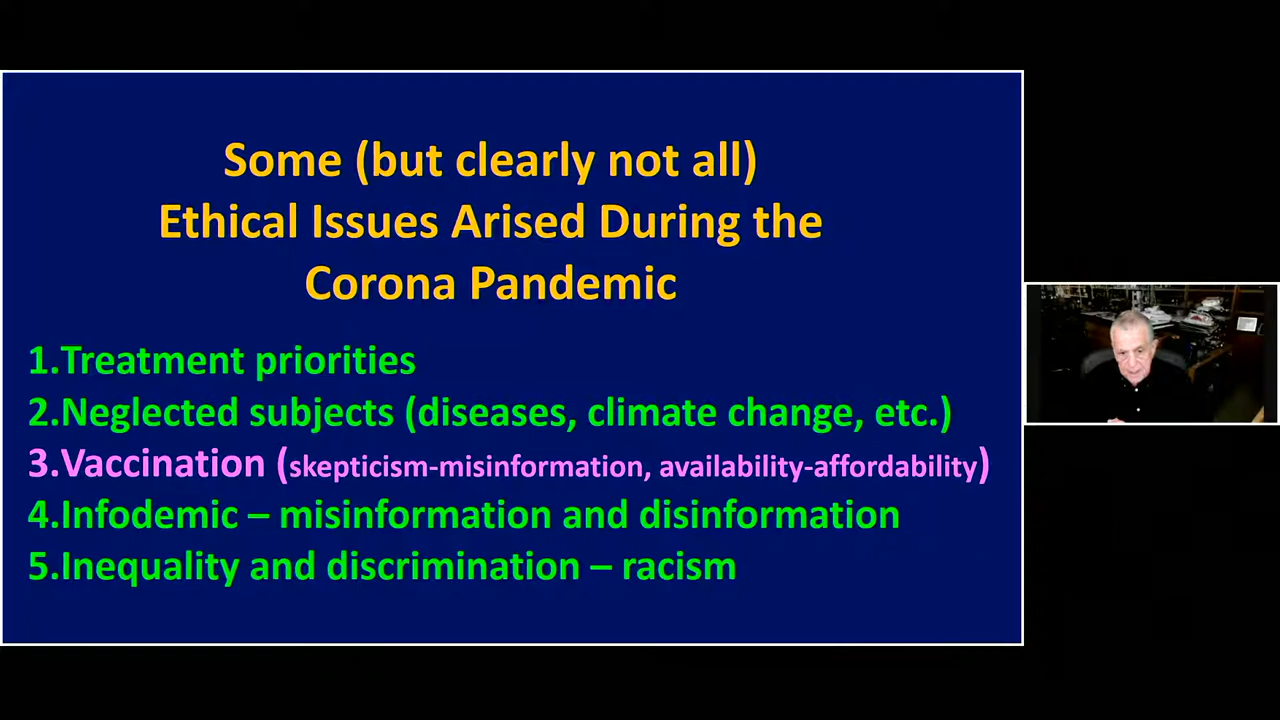 Some (but clearly not all)
Ethical Issues Arised During the
Corona Pandemic
1.Treatment priorities
2.Neglected subjects (diseases, climate change, etc.)
3.Vaccination (skepticism-misinformation, availability-affordability)
4.Infodemic – misinformation and disinformation
5.Inequality and discrimination – racism